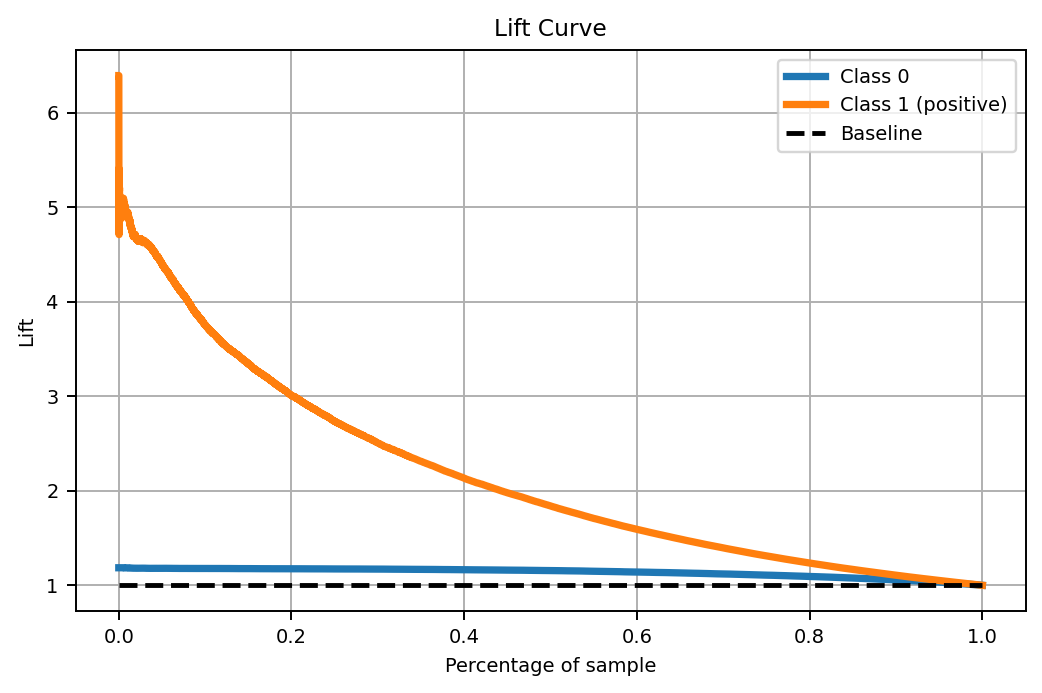 Lift Curve
Class 0
Class 1 (positive)
Baseline
6
5
4
3
2
1
Lift
0.0 0.2 0.4 0.6 0.8 1.0
Percentage of sample